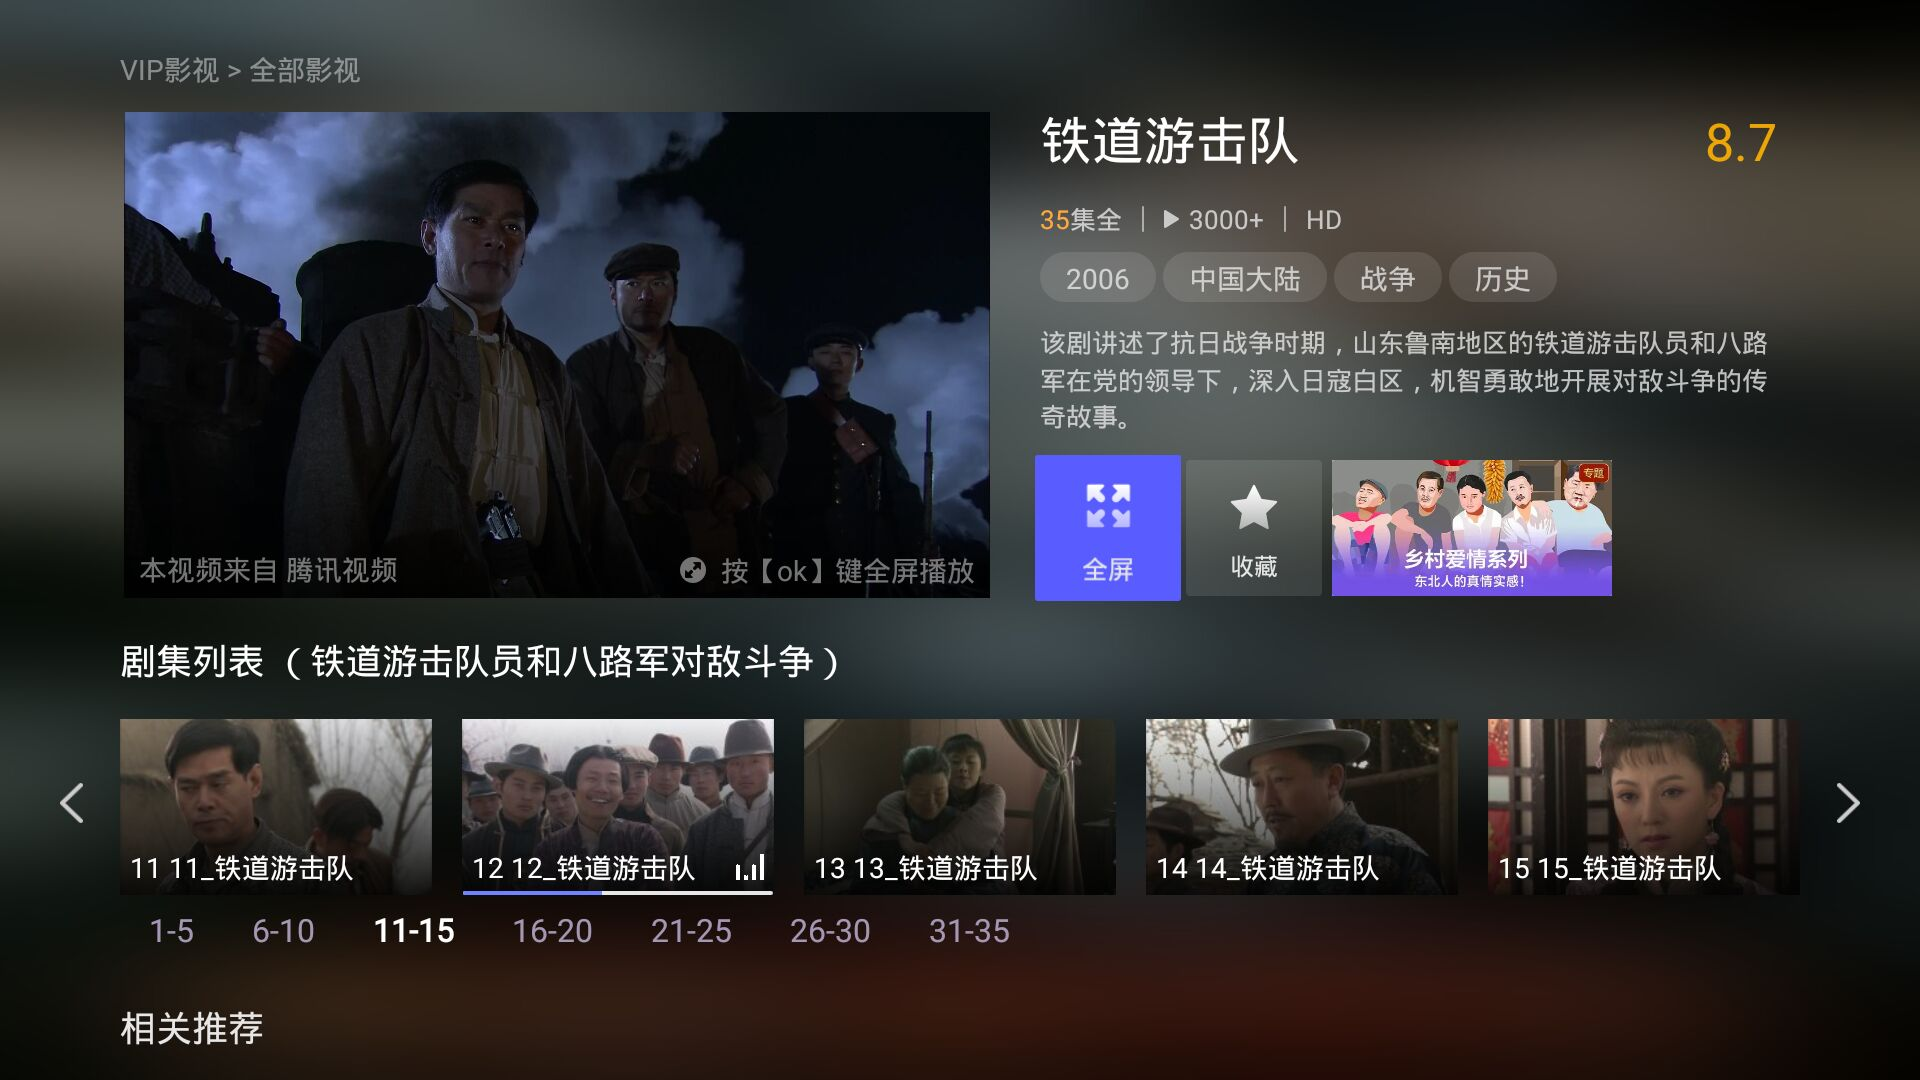 VIP影视 > 全部影视
铁道游击队
8.7
35集全 | 3000+ | HD
2006 中国大陆 战争 历史
该剧讲述了抗日战争时期，山东鲁南地区的铁道游击队员和八路
军在党的领导下，深入日寇白区，机智勇敢地开展对敌斗争的传
奇故事。
本视频来自 腾讯视频
按【ok】键全屏播放
全屏
收藏
专题
乡村爱情系列
东北人的真情实感！
剧集列表 （铁道游击队员和八路军对敌斗争）
11 11_铁道游击队
12 12_铁道游击队
13 13_铁道游击队
14 14_铁道游击队
15 15_铁道游击队
1-5 6-10 11-15 16-20 21-25 26-30 31-35
相关推荐